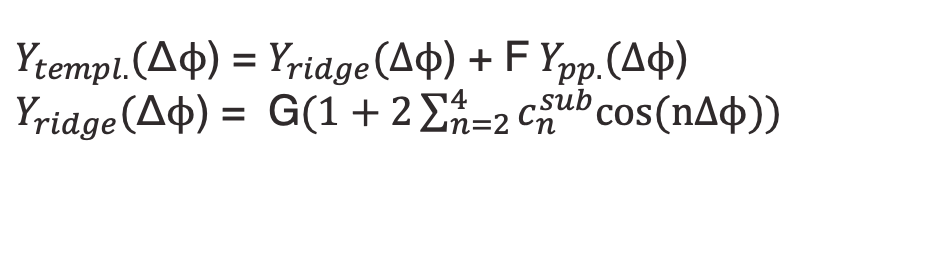 Y_{templ.}(Δϕ) = Y_{ridge}(Δϕ) + F Y_{pp.}(Δϕ)
Y_{ridge}(Δϕ) = G(1 + 2 ∑_{n=2}^{4} c_n^{sub} cos(nΔϕ))